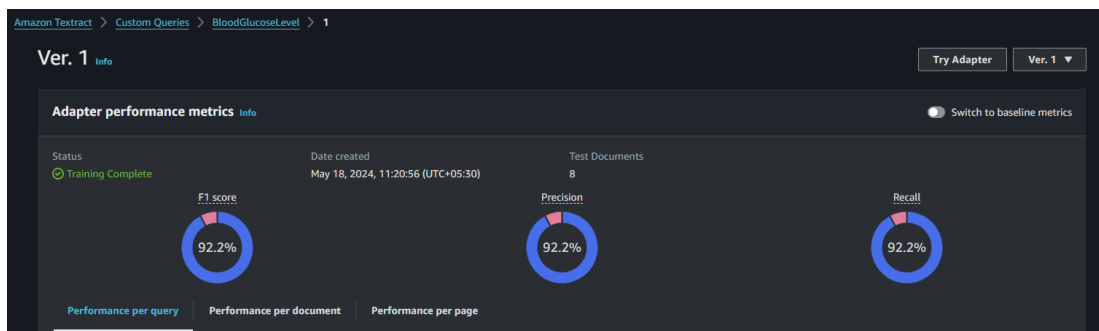 Amazon Textract > Custom Queries > BloodGlucoseLevel > 1
Ver. 1 Info
Try Adapter
Ver. 1 ▼
Adapter performance metrics Info
Switch to baseline metrics
Status
Date created
Test Documents
Training Complete
May 18, 2024, 11:20:56 (UTC+05:30)
8
F1 score
Precision
Recall
92.2%
92.2%
92.2%
Performance per query
Performance per document
Performance per page